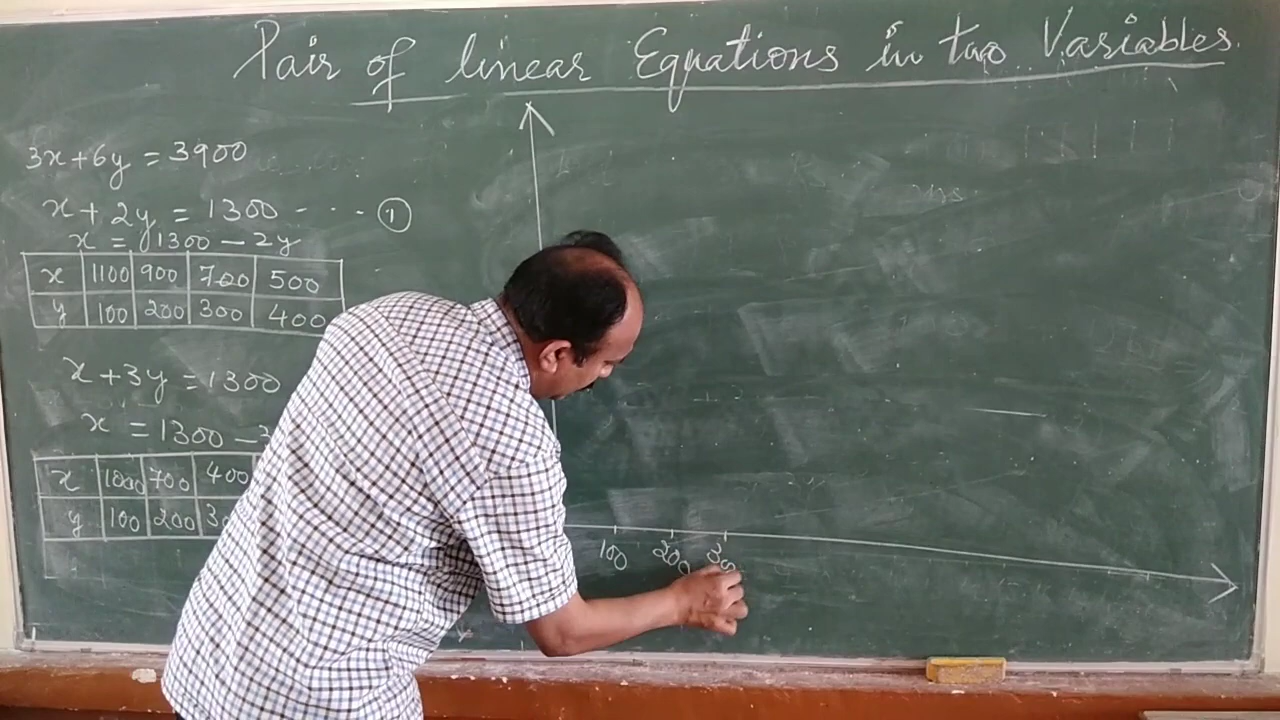 Pair of linear Equations in two Variables.
3x+6y = 3900
x + 2y = 1300 - - - ①
x = 1300 - 2y
x 1100 900 700 500
y 100 200 300 400
x + 3y = 1300
x = 1300 -
x 1000 700 400
y 100 200
100 200